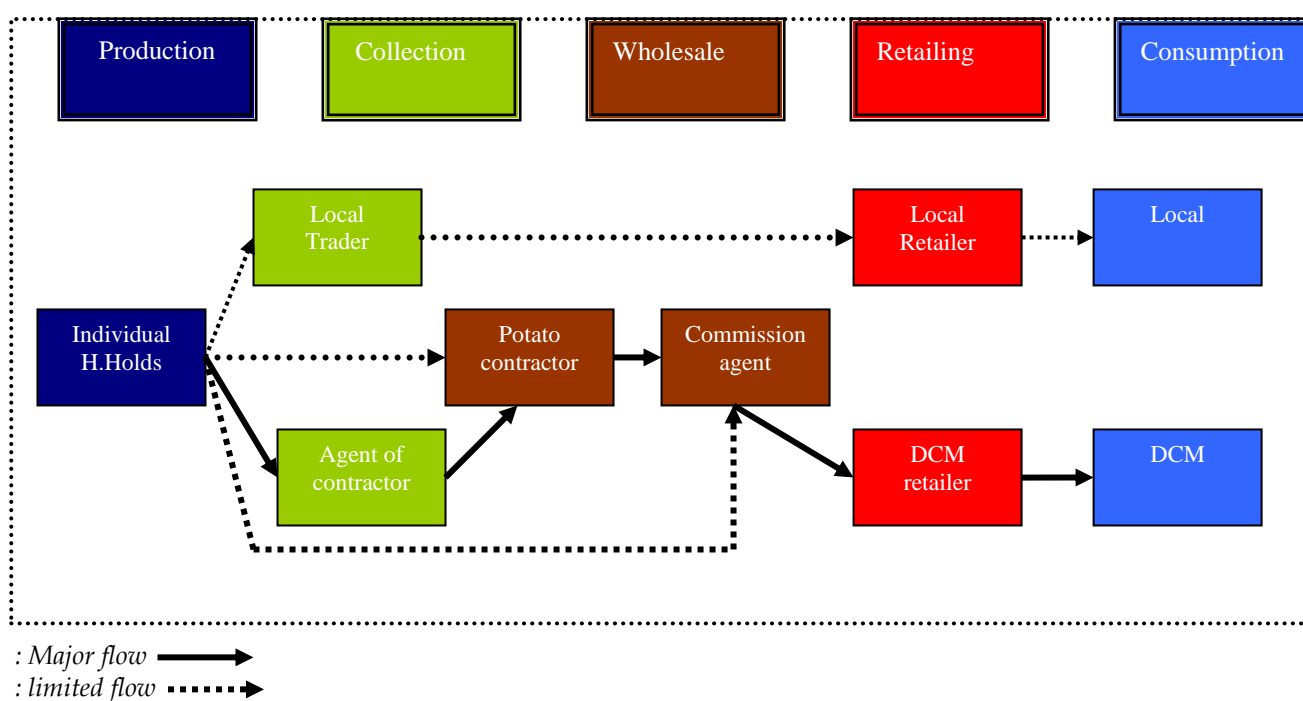 Production
Collection
Wholesale
Retailing
Consumption
Local
Trader
Local
Retailer
Local
Individual
H.Holds
Potato
contractor
Commission
agent
Agent of
contractor
DCM
retailer
DCM
: Major flow
: limited flow